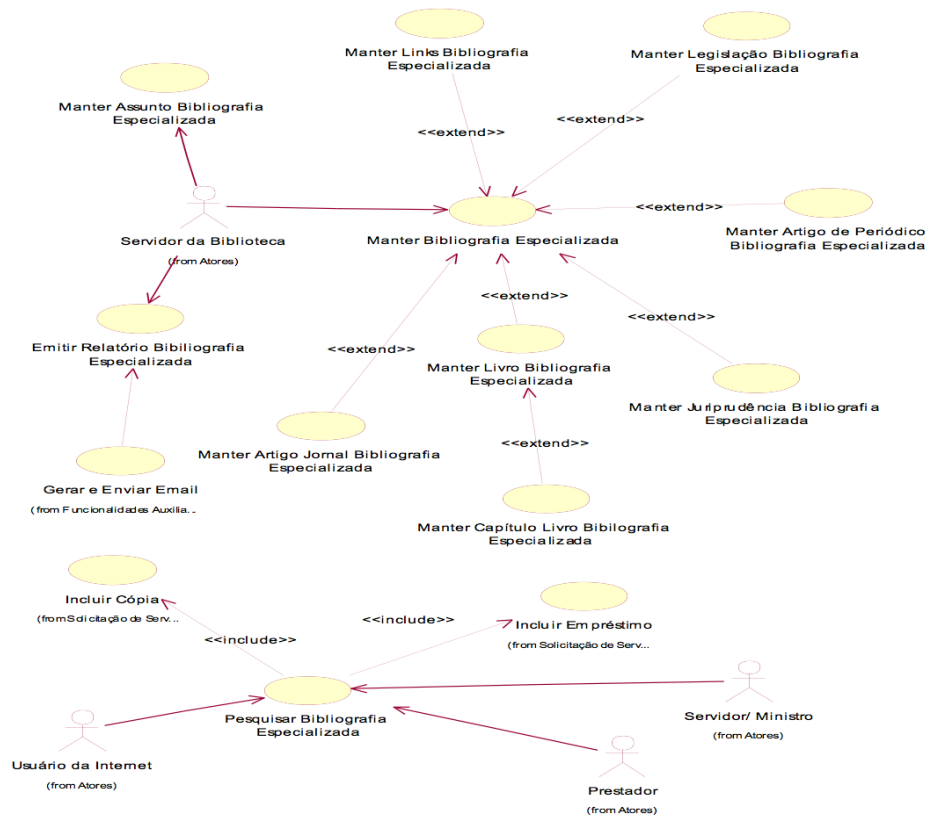 Manter Links Bibliografia
Especializada
Manter Legislação Bibliografia
Especializada
Manter Assunto Bibliografia
Especializada
<<extend>>
<<extend>>
Servidor da Biblioteca
(from Atores)
Manter Bibliografia Especializada
<<extend>>
Manter Artigo de Periódico
Bibliografia Especializada
<<extend>>
<<extend>>
<<extend>>
Emitir Relatório Bibiliografia
Especializada
Manter Livro Bibliografia
Especializada
Manter Juriprudência Bibliografia
Especializada
Manter Artigo Jornal Bibliografia
Especializada
<<extend>>
Gerar e Enviar Email
(from Funcionalidades Auxilia...
Manter Capítulo Livro Bibilografia
Especializada
Incluir Cópia
(from Solicitação de Serv...
<<include>>
<<include>>
Incluir Empréstimo
(from Solicitação de Serv...
Pesquisar Bibliografia
Especializada
Servidor/ Ministro
(from Atores)
Usuário da Internet
(from Atores)
Prestador
(from Atores)